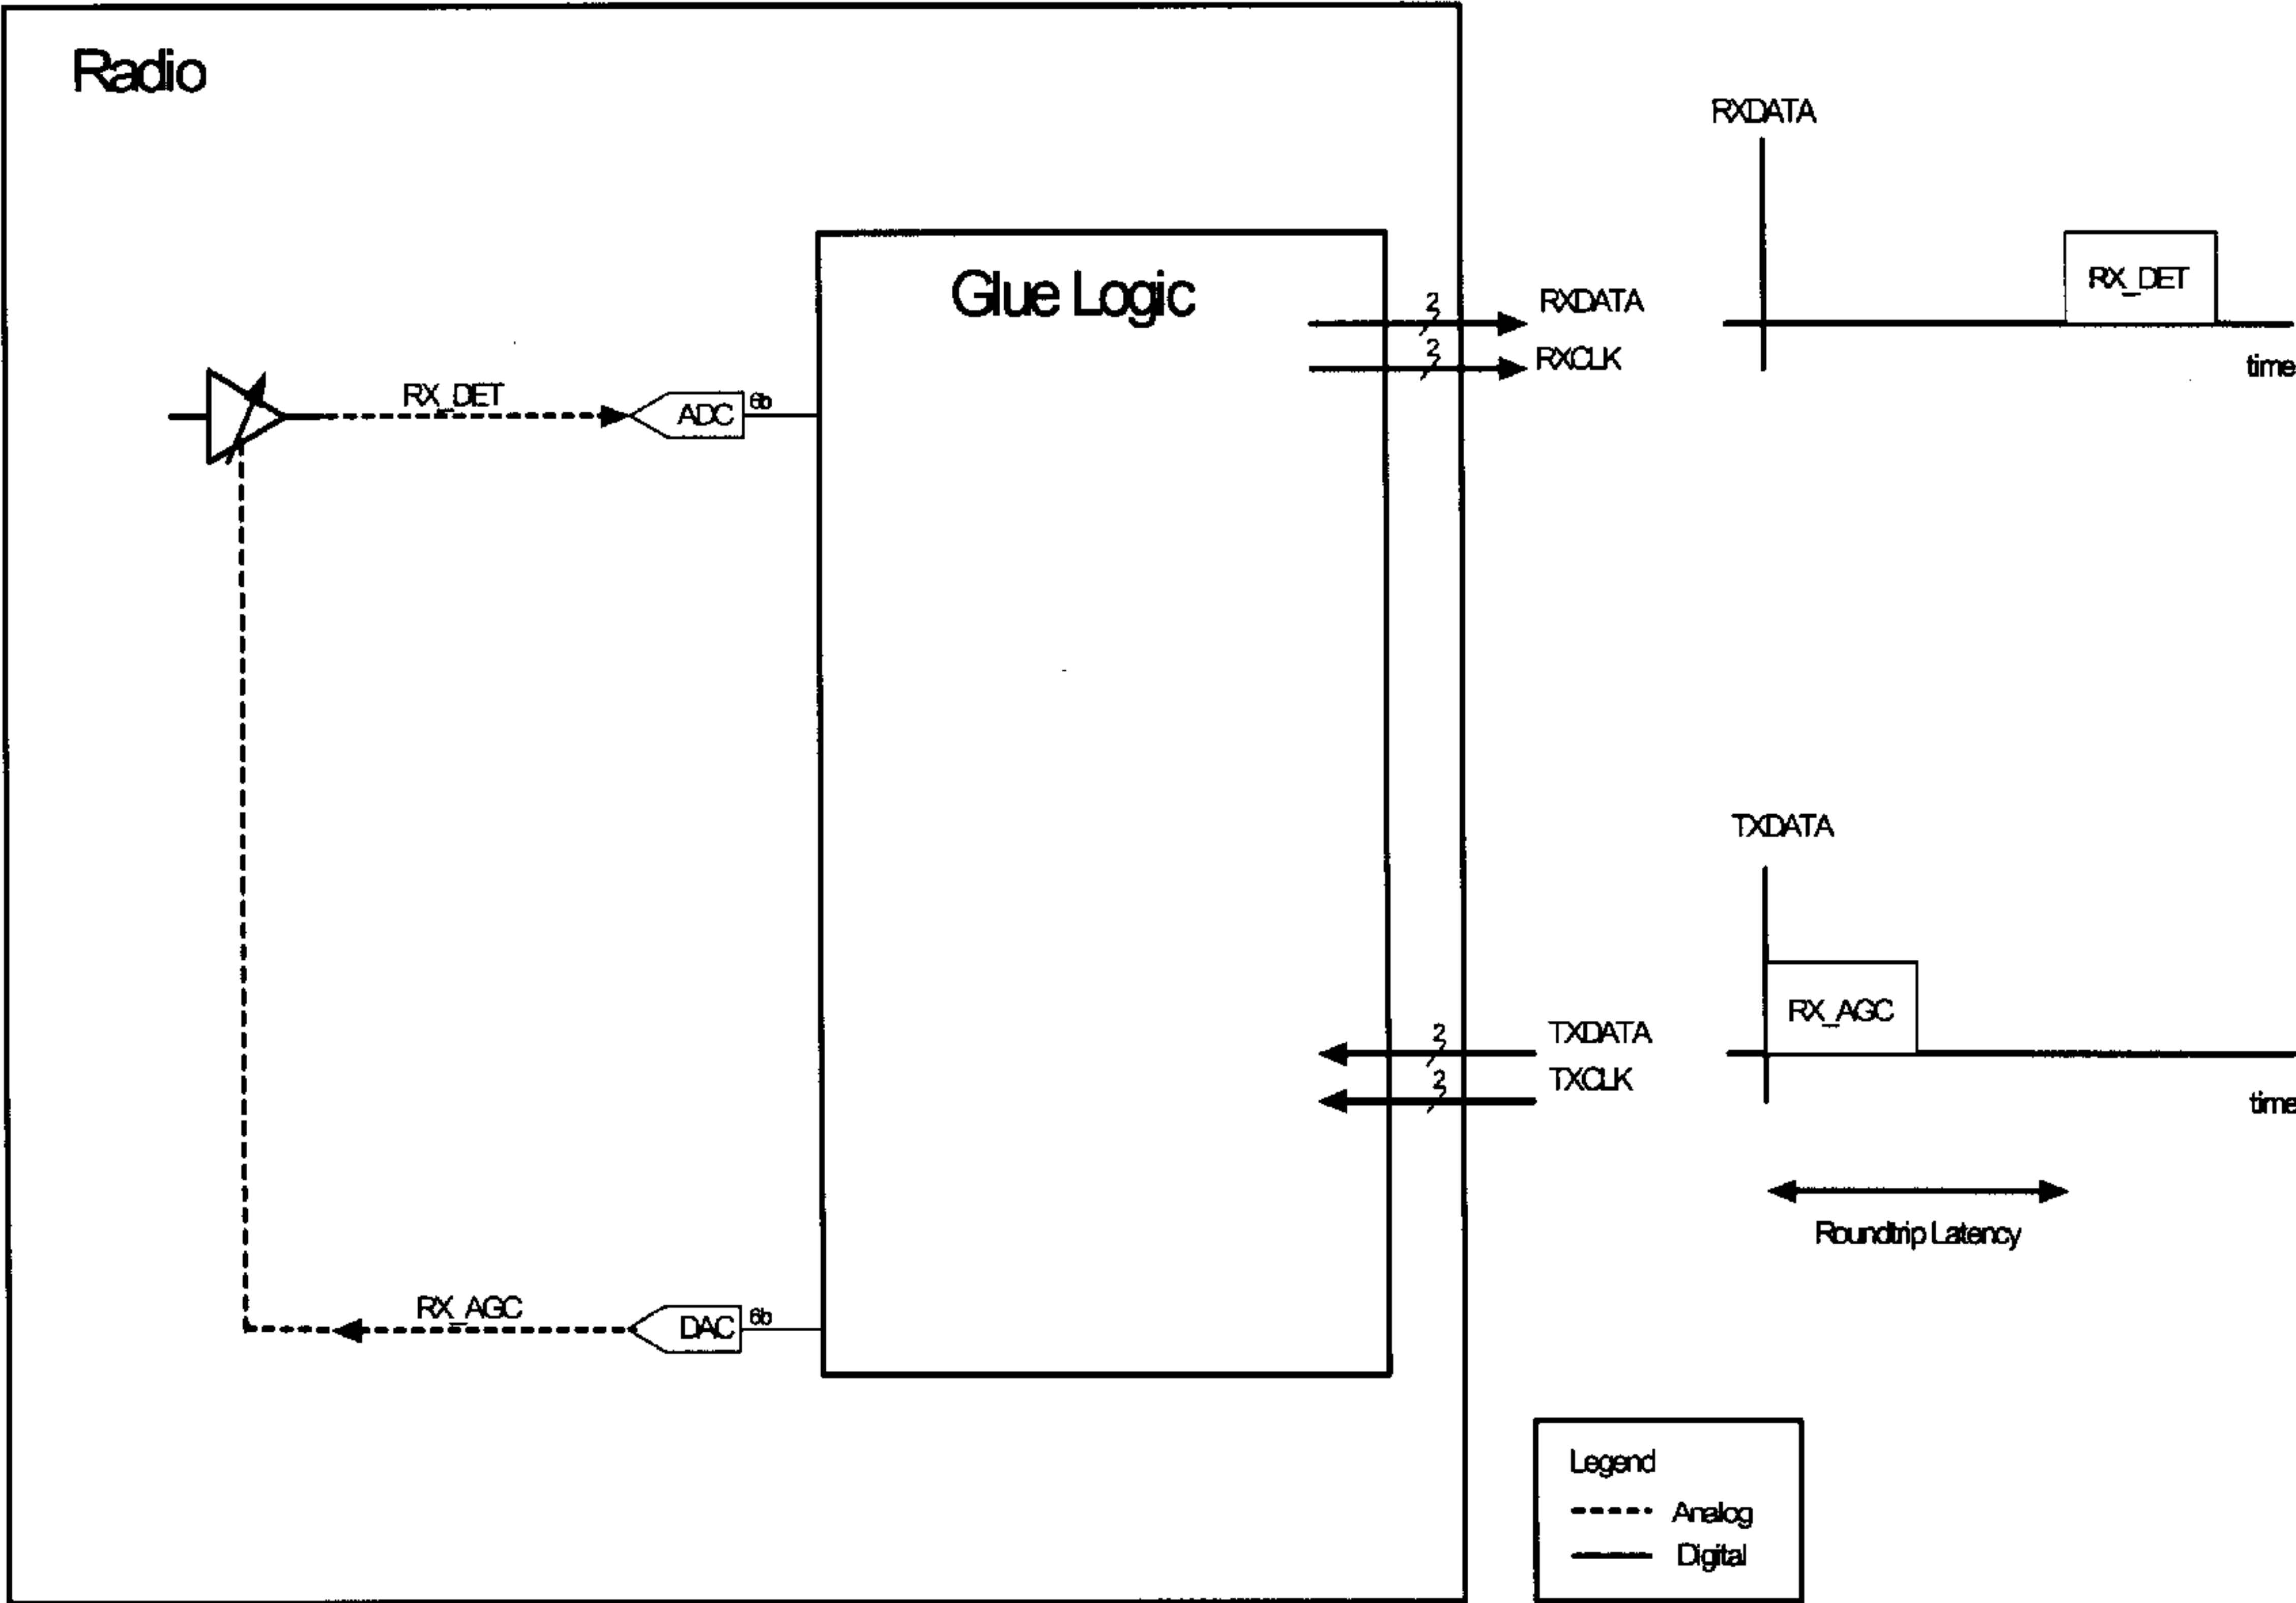 Radio
RXDATA
Glue Logic
RX_DET
2
RXDATA
2
RXCLK
time
RX_DET
ADC
6b
TXDATA
RX_AGC
2
TXDATA
2
TXCLK
time
Roundtrip Latency
RX_AGC
DAC
6b
Legend
Analog
Digital